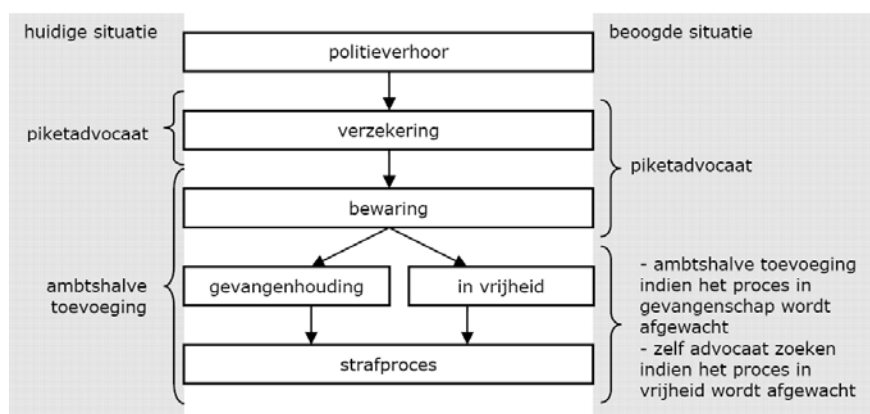 huidige situatie
beoogde situatie
politieverhoor
piketadvocaat
verzekering
piketadvocaat
bewaring
ambtshalve
toevoeging
gevangenhouding
in vrijheid
- ambtshalve toevoeging
indien het proces in
gevangenschap wordt
afgewacht
- zelf advocaat zoeken
indien het proces in
vrijheid wordt afgewacht
strafproces